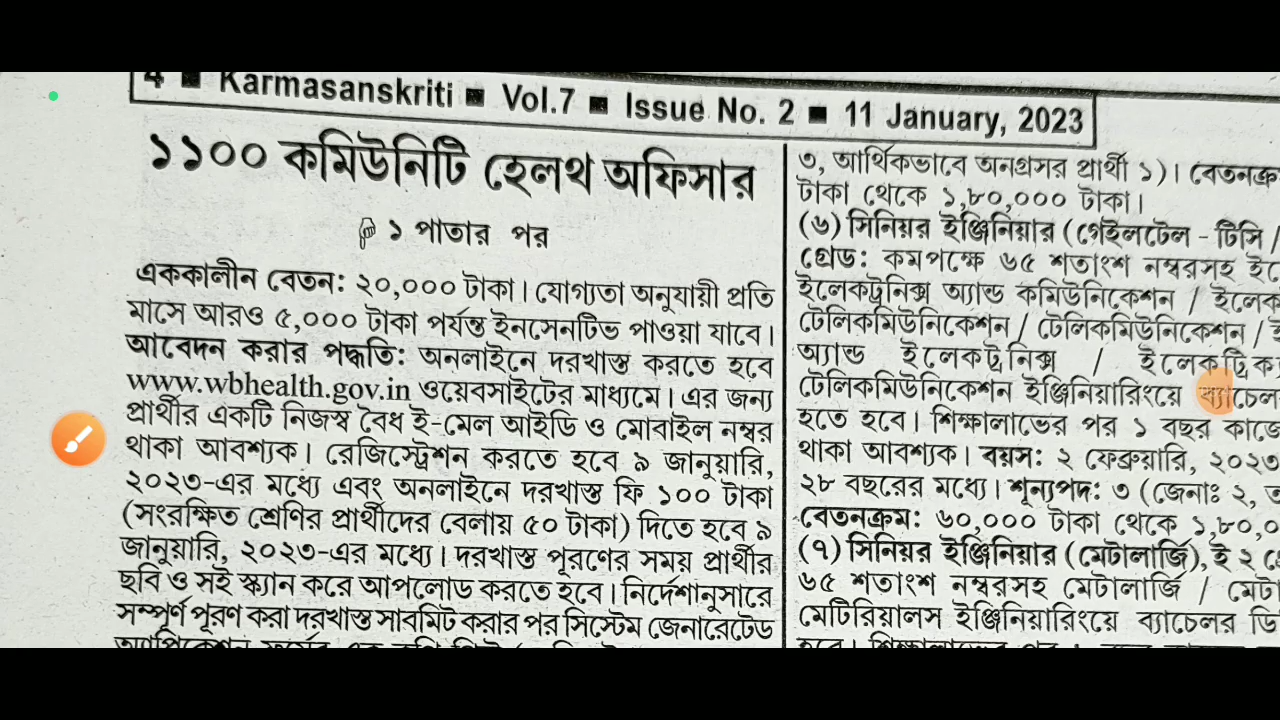 4 ■ Karmasanskriti ■ Vol.7 ■ Issue No. 2 ■ 11 January, 2023
১১০০ কমিউনিটি হেলথ অফিসার
১ পাতার পর
এককালীন বেতন: ২০,০০০ টাকা। যোগ্যতা অনুযায়ী প্রতি
মাসে আরও ৫,০০০ টাকা পর্যন্ত ইনসেনটিভ পাওয়া যাবে।
আবেদন করার পদ্ধতি: অনলাইনে দরখাস্ত করতে হবে
www.wbhealth.gov.in ওয়েবসাইটের মাধ্যমে। এর জন্য
প্রার্থীর একটি নিজস্ব বৈধ ই-মেল আইডি ও মোবাইল নম্বর
থাকা আবশ্যক। রেজিস্ট্রেশন করতে হবে ৯ জানুয়ারি,
২০২৩-এর মধ্যে এবং অনলাইনে দরখাস্ত ফি ১০০ টাকা
(সংরক্ষিত শ্রেণির প্রার্থীদের বেলায় ৫০ টাকা) দিতে হবে ৯
জানুয়ারি, ২০২৩-এর মধ্যে। দরখাস্ত পূরণের সময় প্রার্থীর
ছবি ও সই স্ক্যান করে আপলোড করতে হবে। নির্দেশানুসারে
সম্পূর্ণ পূরণ করা দরখাস্ত সাবমিট করার পর সিস্টেম জেনারেটেড
৩, আর্থিকভাবে অনগ্রসর প্রার্থী ১)। বেতনক্র
টাকা থেকে ১,৮০,০০০ টাকা।
(৬) সিনিয়র ইঞ্জিনিয়ার (গেইলটেল - টিসি /
গ্রেড: কমপক্ষে ৬৫ শতাংশ নম্বরসহ ইলে
ইলেকট্রনিক্স অ্যান্ড কমিউনিকেশন / ইলেক
টেলিকমিউনিকেশন / টেলিকমিউনিকেশন / ই
অ্যান্ড ইলেকট্রনিক্স / ইলেকট্রিক্য
টেলিকমিউনিকেশন ইঞ্জিনিয়ারিংয়ে ব্যাচেল
হতে হবে। শিক্ষালাভের পর ১ বছর কাজে
থাকা আবশ্যক। বয়স: ২ ফেব্রুয়ারি, ২০২৩
২৮ বছরের মধ্যে। শূন্যপদ: ৩ (জেনাঃ ২, ত
বেতনক্রম: ৬০,০০০ টাকা থেকে ১,৮০,০
(৭) সিনিয়র ইঞ্জিনিয়ার (মেটালার্জি), ই ২ গ্রে
৬৫ শতাংশ নম্বরসহ মেটালার্জি / মেটা
মেটিরিয়ালস ইঞ্জিনিয়ারিংয়ে ব্যাচেলর ডি